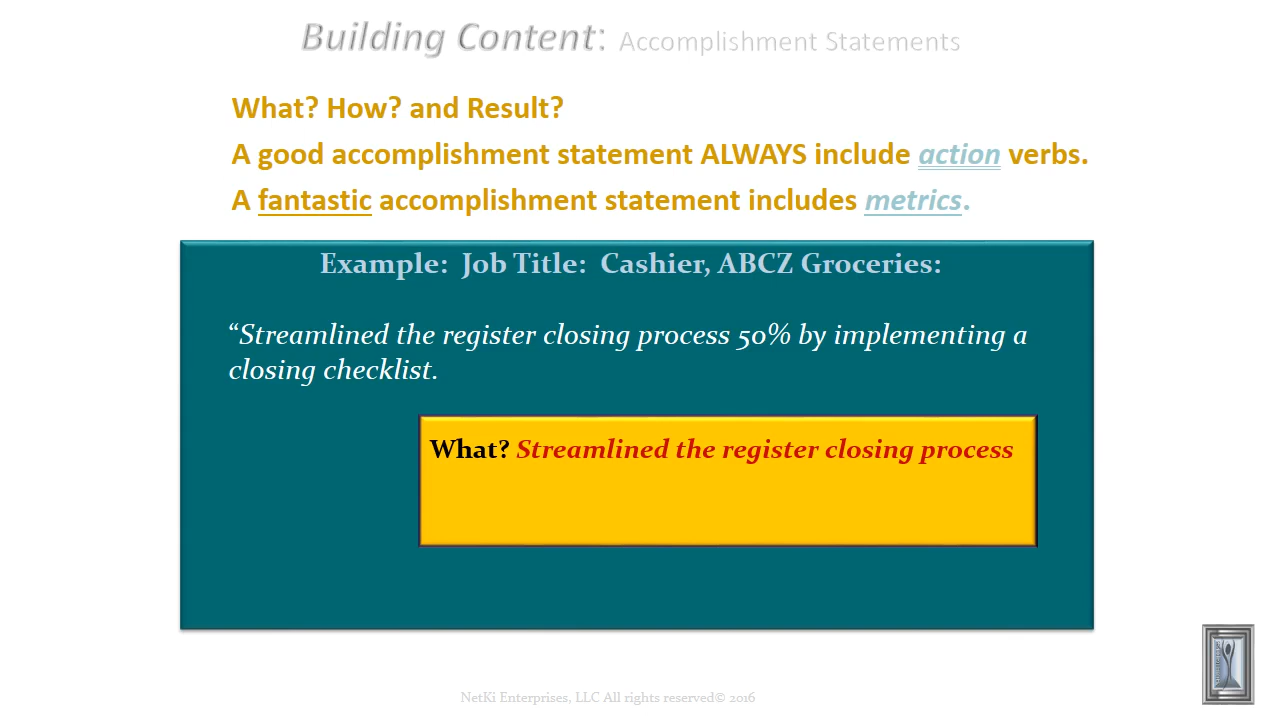 Building Content: Accomplishment Statements
What? How? and Result?
A good accomplishment statement ALWAYS include action verbs.
A fantastic accomplishment statement includes metrics.
Example:  Job Title:  Cashier, ABCZ Groceries:
“Streamlined the register closing process 50% by implementing a
closing checklist.
What? Streamlined the register closing process
NetKi Enterprises, LLC All rights reserved© 2016